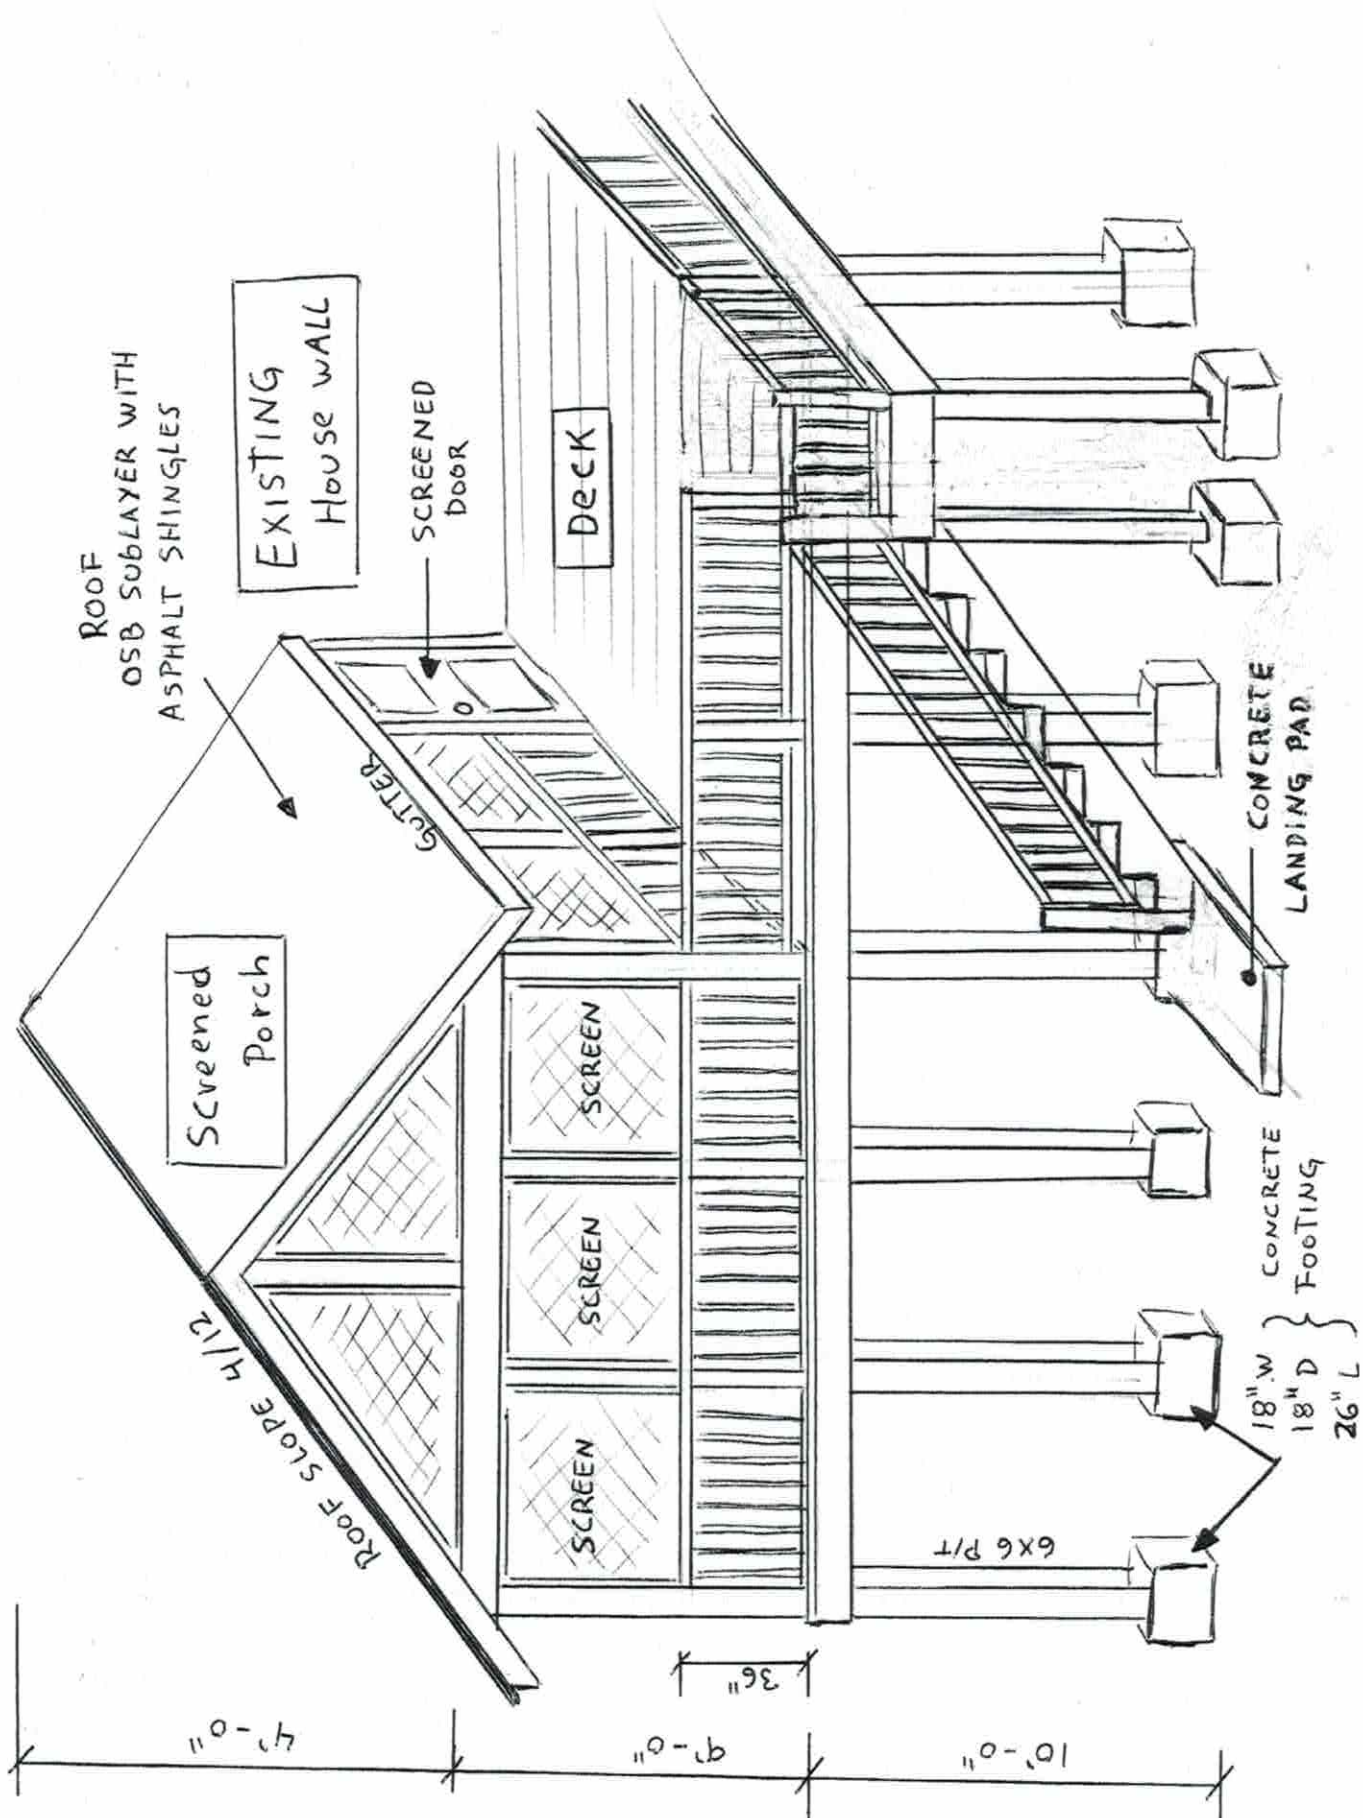 ROOF
OSB SUBLAYER WITH
ASPHALT SHINGLES
EXISTING
House WALL
SCREENED
DOOR
DecK
Screened
Porch
GUTTER
ROOF SLOPE 4/12
SCREEN
SCREEN
SCREEN
4'-0"
9'-0"
36"
10'-0"
6X6 P/T
18" W
18" D
26" L
CONCRETE
FOOTING
CONCRETE
LANDING PAD